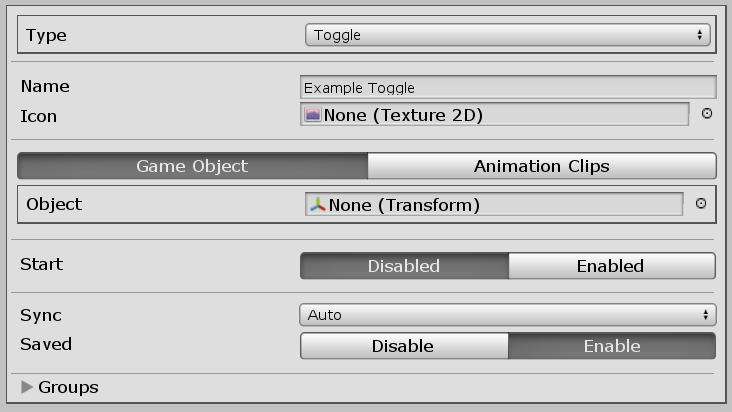 Type Toggle
Name Example Toggle
Icon None (Texture 2D)
Game Object Animation Clips
Object None (Transform)
Start Disabled Enabled
Sync Auto
Saved Disable Enable
Groups